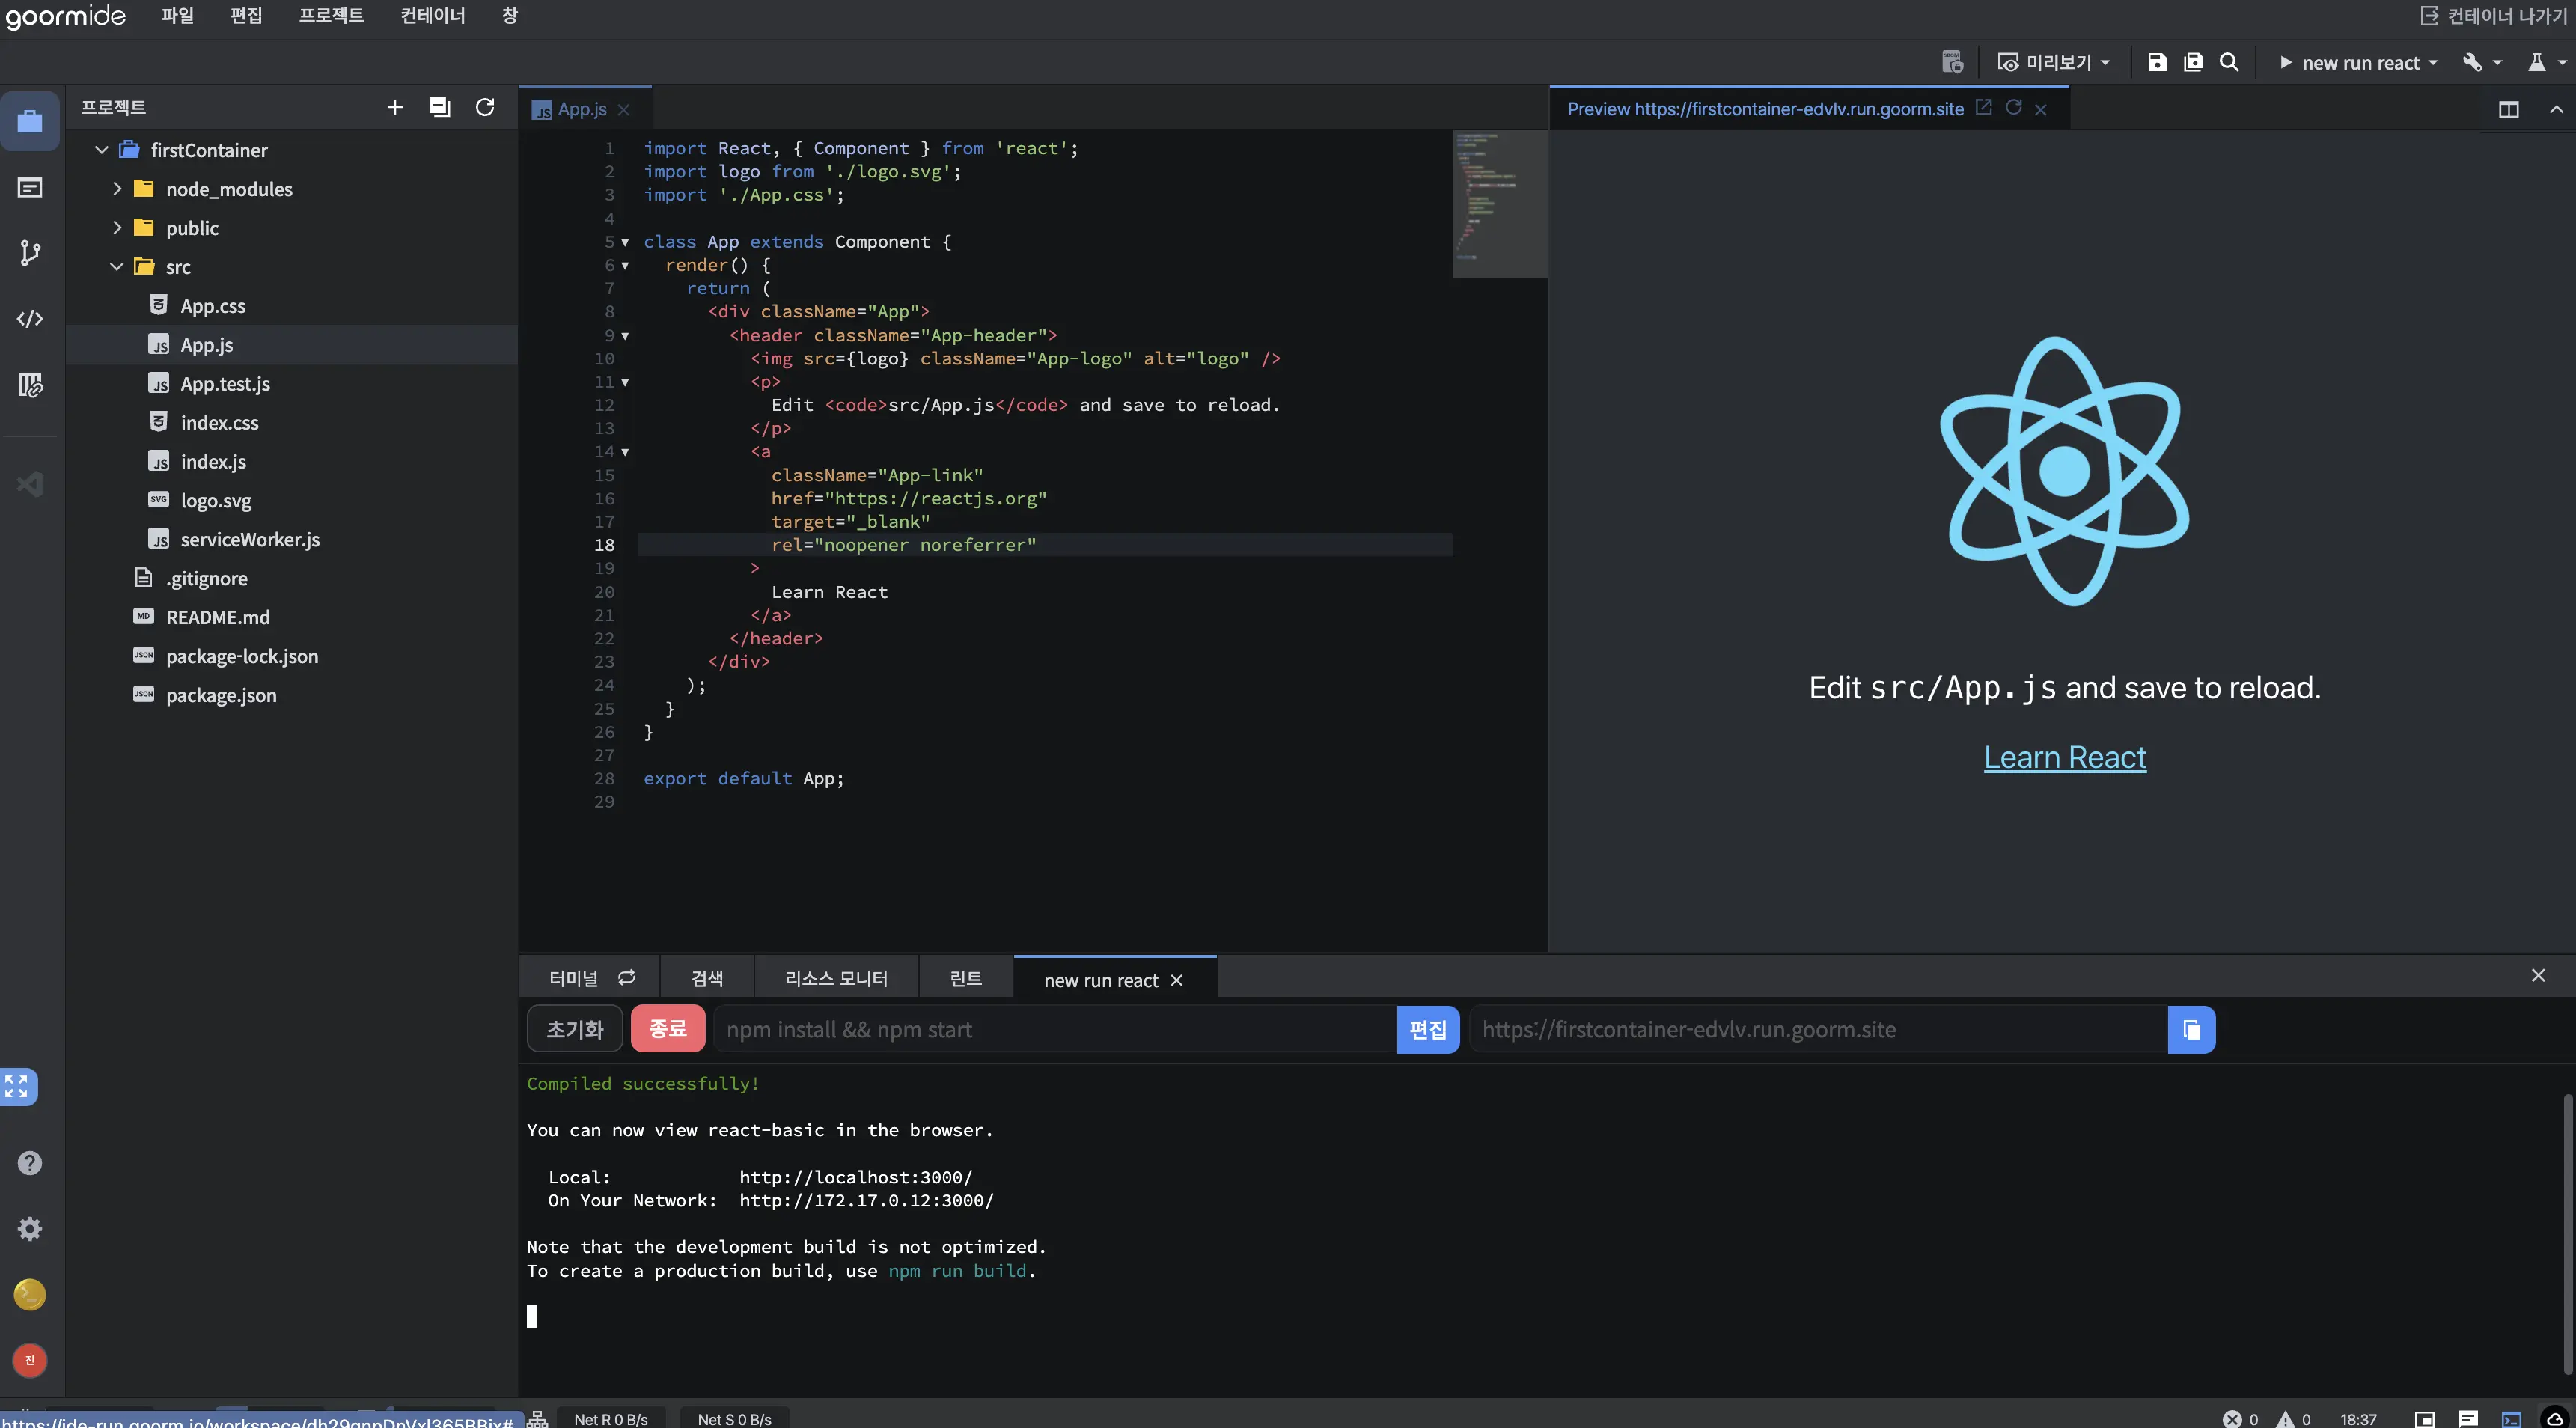 goormide 파일 편집 프로젝트 컨테이너 창 컨테이너 나가기
미리보기 new run react
프로젝트
firstContainer
node_modules
public
src
App.css
App.js
App.test.js
index.css
index.js
logo.svg
serviceWorker.js
.gitignore
README.md
package-lock.json
package.json
App.js
1 import React, { Component } from 'react';
2 import logo from './logo.svg';
3 import './App.css';
4
5 class App extends Component {
6 render() {
7 return (
8 <div className="App">
9 <header className="App-header">
10 <img src={logo} className="App-logo" alt="logo" />
11 <p>
12 Edit <code>src/App.js</code> and save to reload.
13 </p>
14 <a
15 className="App-link"
16 href="https://reactjs.org"
17 target="_blank"
18 rel="noopener noreferrer"
19 >
20 Learn React
21 </a>
22 </header>
23 </div>
24 );
25 }
26 }
27
28 export default App;
29
Preview https://firstcontainer-edvlv.run.goorm.site
Edit src/App.js and save to reload.
Learn React
터미널 검색 리소스 모니터 린트 new run react
초기화 종료 npm install && npm start 편집 https://firstcontainer-edvlv.run.goorm.site
Compiled successfully!
You can now view react-basic in the browser.
Local: http://localhost:3000/
On Your Network: http://172.17.0.12:3000/
Note that the development build is not optimized.
To create a production build, use npm run build.
진
Net R 0 B/s Net S 0 B/s 0 0 18:37